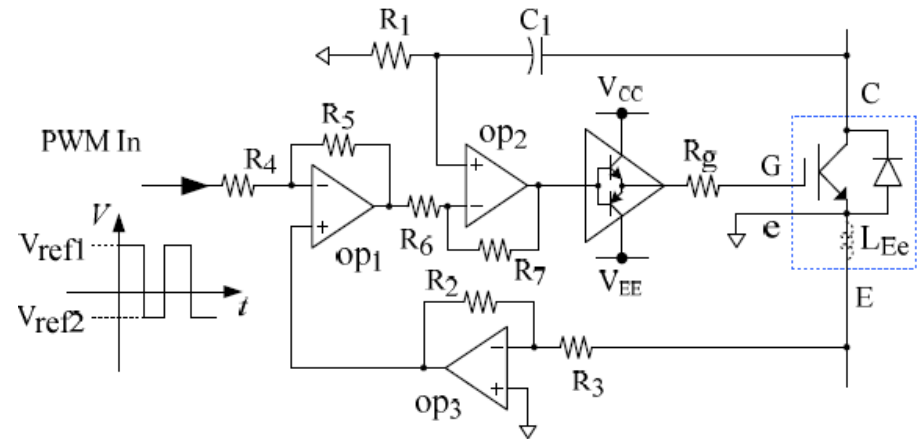 R1
C1
C
VCC
PWM In
R5
op2
R4
Rg
G
V
R6
op1
e
LEe
Vref1
R7
R2
VEE
E
t
Vref2
R3
op3